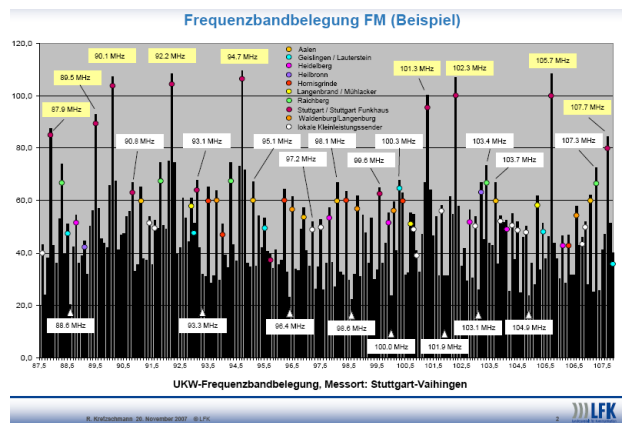 Frequenzbandbelegung FM (Beispiel)
120,0
100,0
80,0
60,0
40,0
20,0
0,0
90.1 MHz
92.2 MHz
94.7 MHz
105.7 MHz
89.5 MHz
101.3 MHz
102.3 MHz
87.9 MHz
107.7 MHz
Aalen
Geislingen / Lauterstein
Heidelberg
Heilbronn
Hornisgrinde
Langenbrand / Mühlacker
Raichberg
Stuttgart / Stuttgart Funkhaus
Waldenburg/Langenburg
lokale Kleinleistungssender
90.8 MHz
93.1 MHz
95.1 MHz
98.1 MHz
100.3 MHz
103.4 MHz
107.3 MHz
97.2 MHz
99.6 MHz
103.7 MHz
88.6 MHz
93.3 MHz
96.4 MHz
98.6 MHz
103.1 MHz
104.9 MHz
100.0 MHz
101.9 MHz
87,5 88,5 89,5 90,5 91,5 92,5 93,5 94,5 95,5 96,5 97,5 98,5 99,5 100,5 101,5 102,5 103,5 104,5 105,5 106,5 107,5
UKW-Frequenzbandbelegung, Messort: Stuttgart-Vaihingen
R. Kretzschmann 20. November 2007 © LFK
LFK